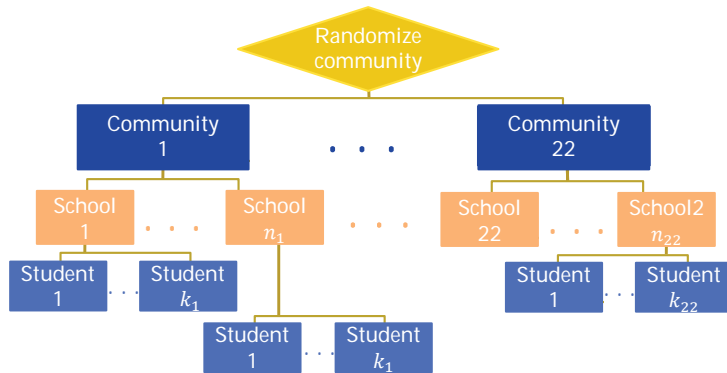 Randomize
community
Community
1
. . .
Community
22
School
1
. . . .
School
n₁
. . . .
School
22
. . . .
School2
n₂₂
Student
1
. . .
Student
k₁
Student
1
. . .
Student
k₂₂
Student
1
. . .
Student
k₁